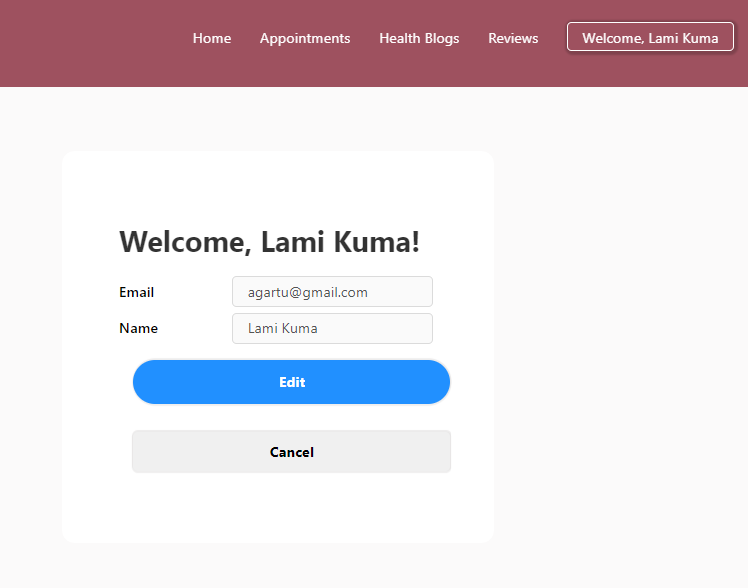 Home Appointments Health Blogs Reviews Welcome, Lami Kuma
Welcome, Lami Kuma!
Email agartu@gmail.com
Name Lami Kuma
Edit
Cancel